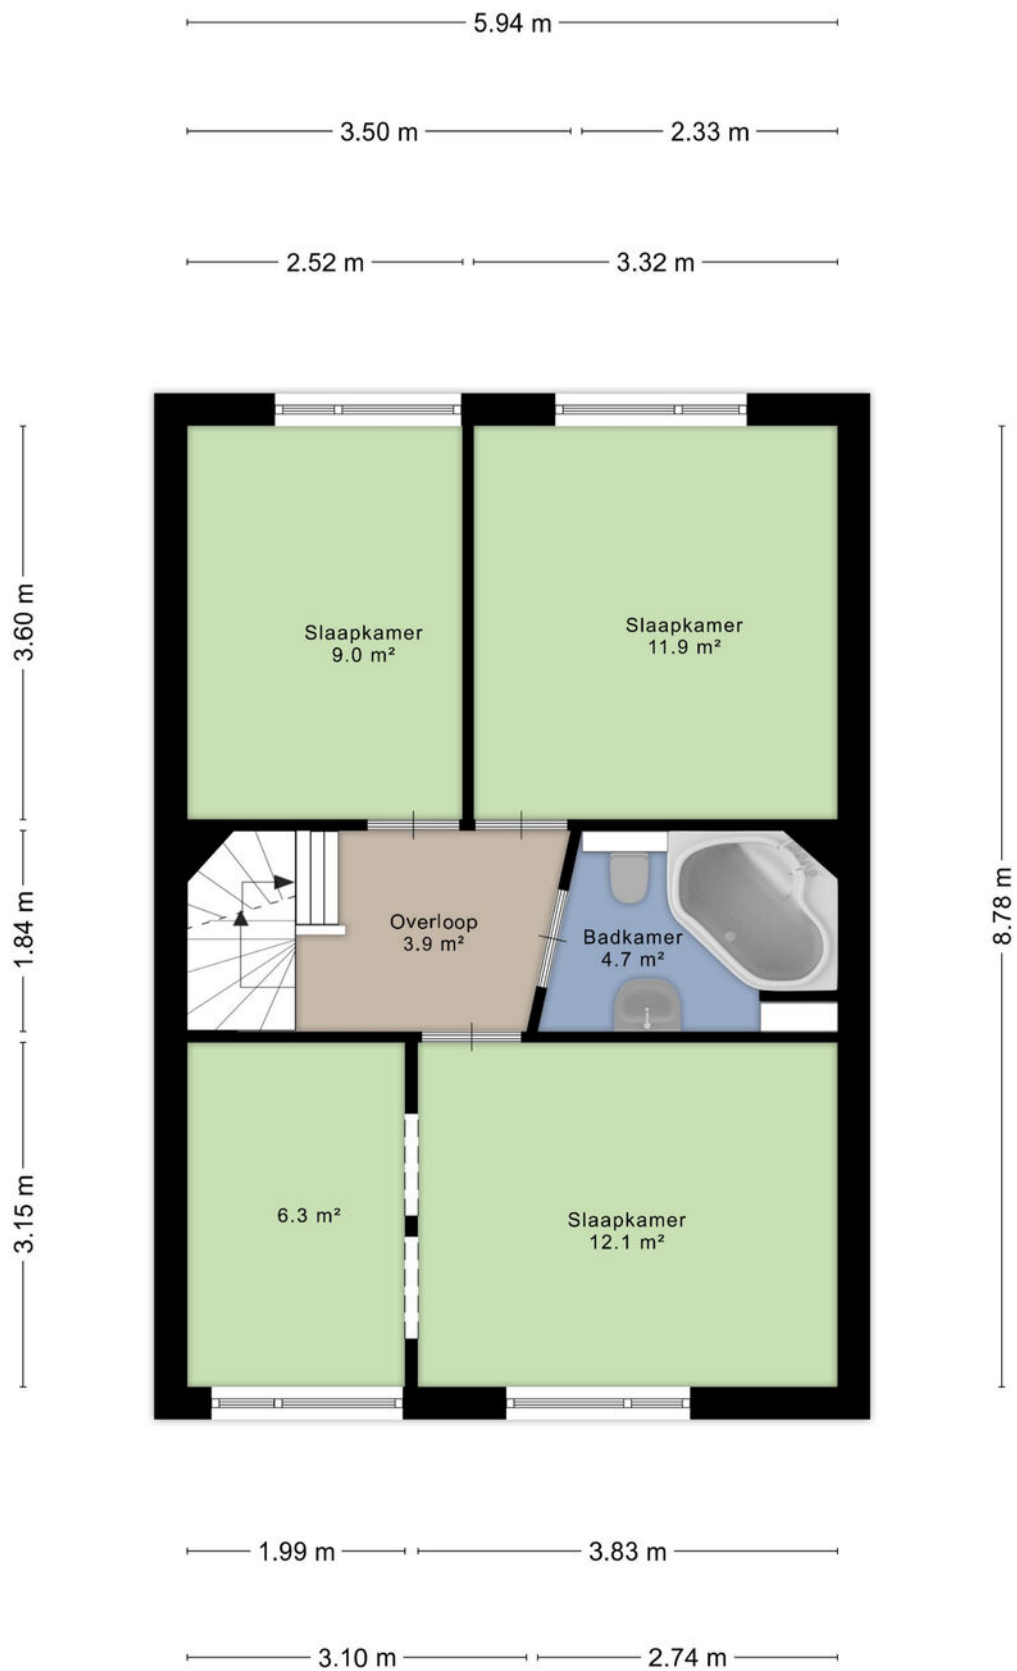 5.94 m
3.50 m
2.33 m
2.52 m
3.32 m
3.60 m
Slaapkamer
9.0 m²
Slaapkamer
11.9 m²
1.84 m
Overloop
3.9 m²
Badkamer
4.7 m²
8.78 m
3.15 m
6.3 m²
Slaapkamer
12.1 m²
1.99 m
3.83 m
3.10 m
2.74 m